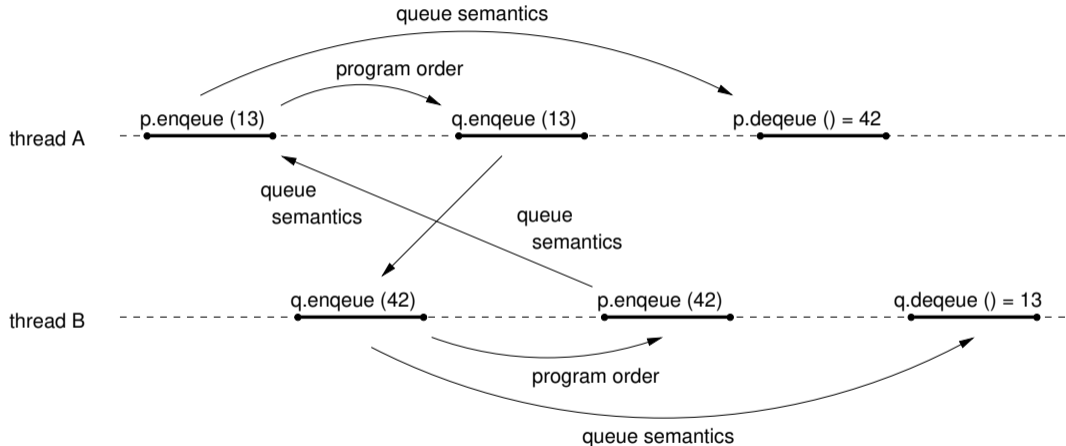 queue semantics
program order
p.enqeue (13)
q.enqeue (13)
p.deqeue () = 42
thread A
queue
semantics
queue
semantics
q.enqeue (42)
p.enqeue (42)
q.deqeue () = 13
thread B
program order
queue semantics